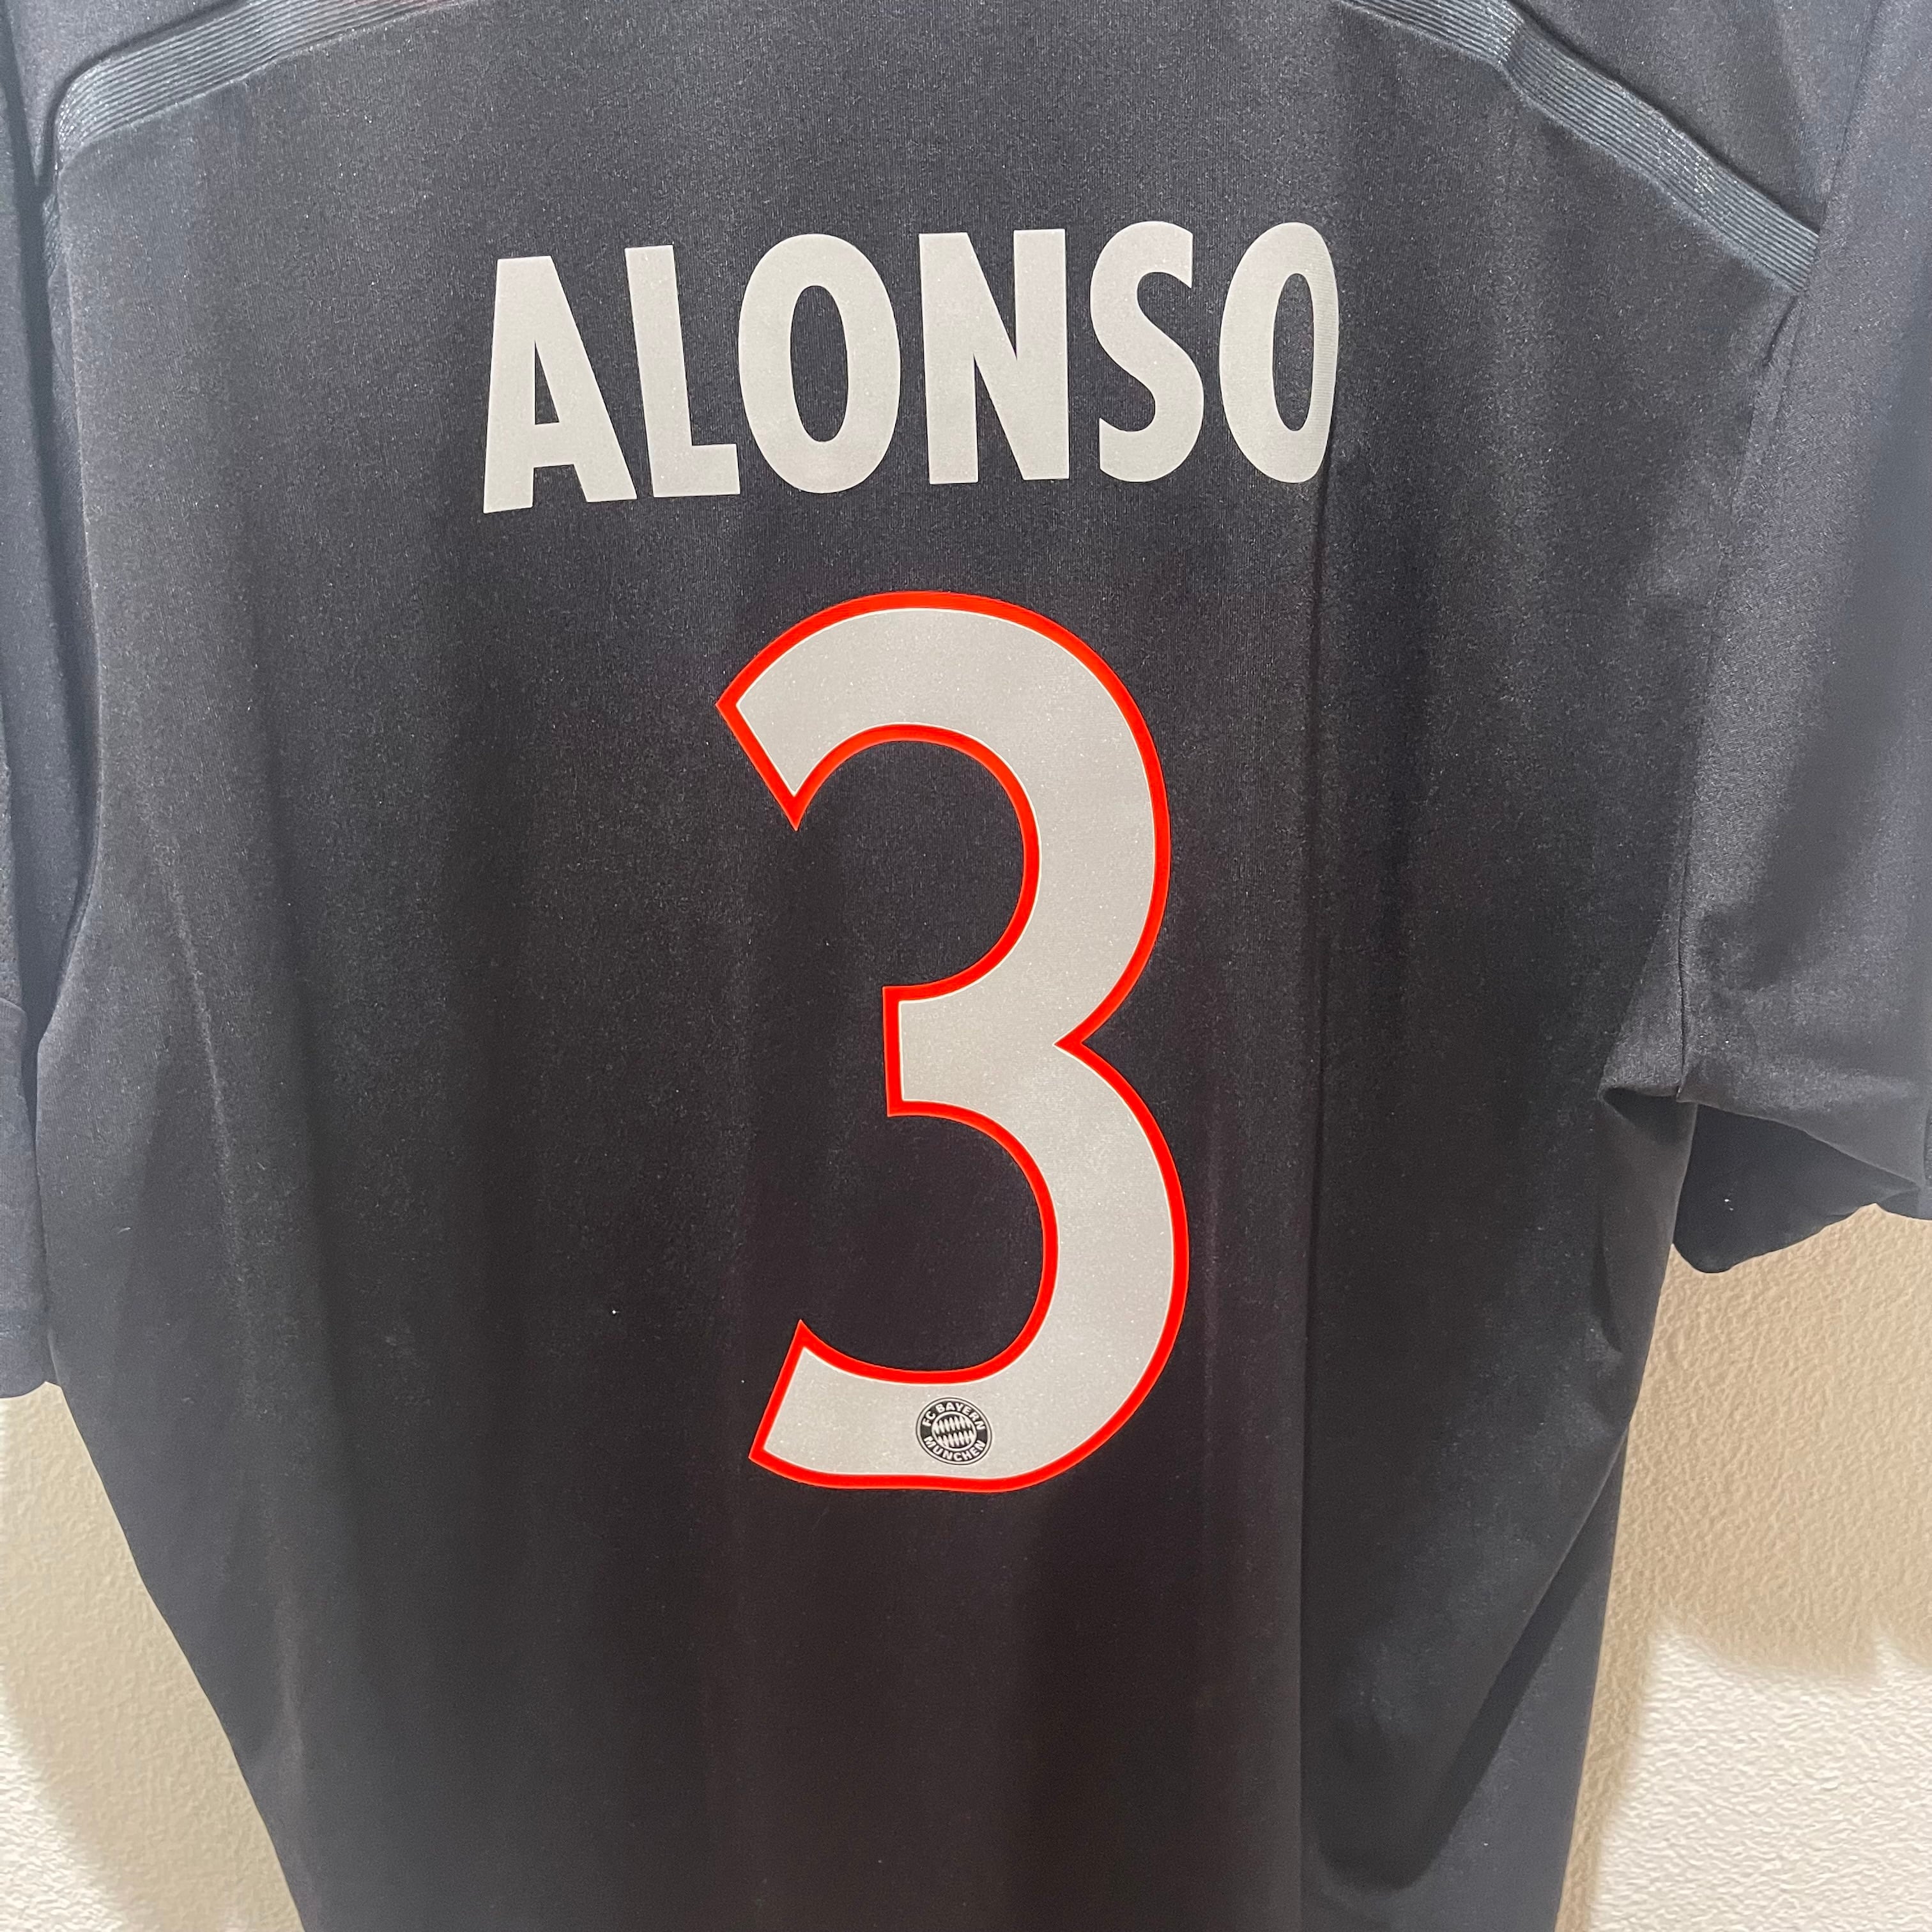 ALONSO
3
FC BAYERN
MÜNCHEN